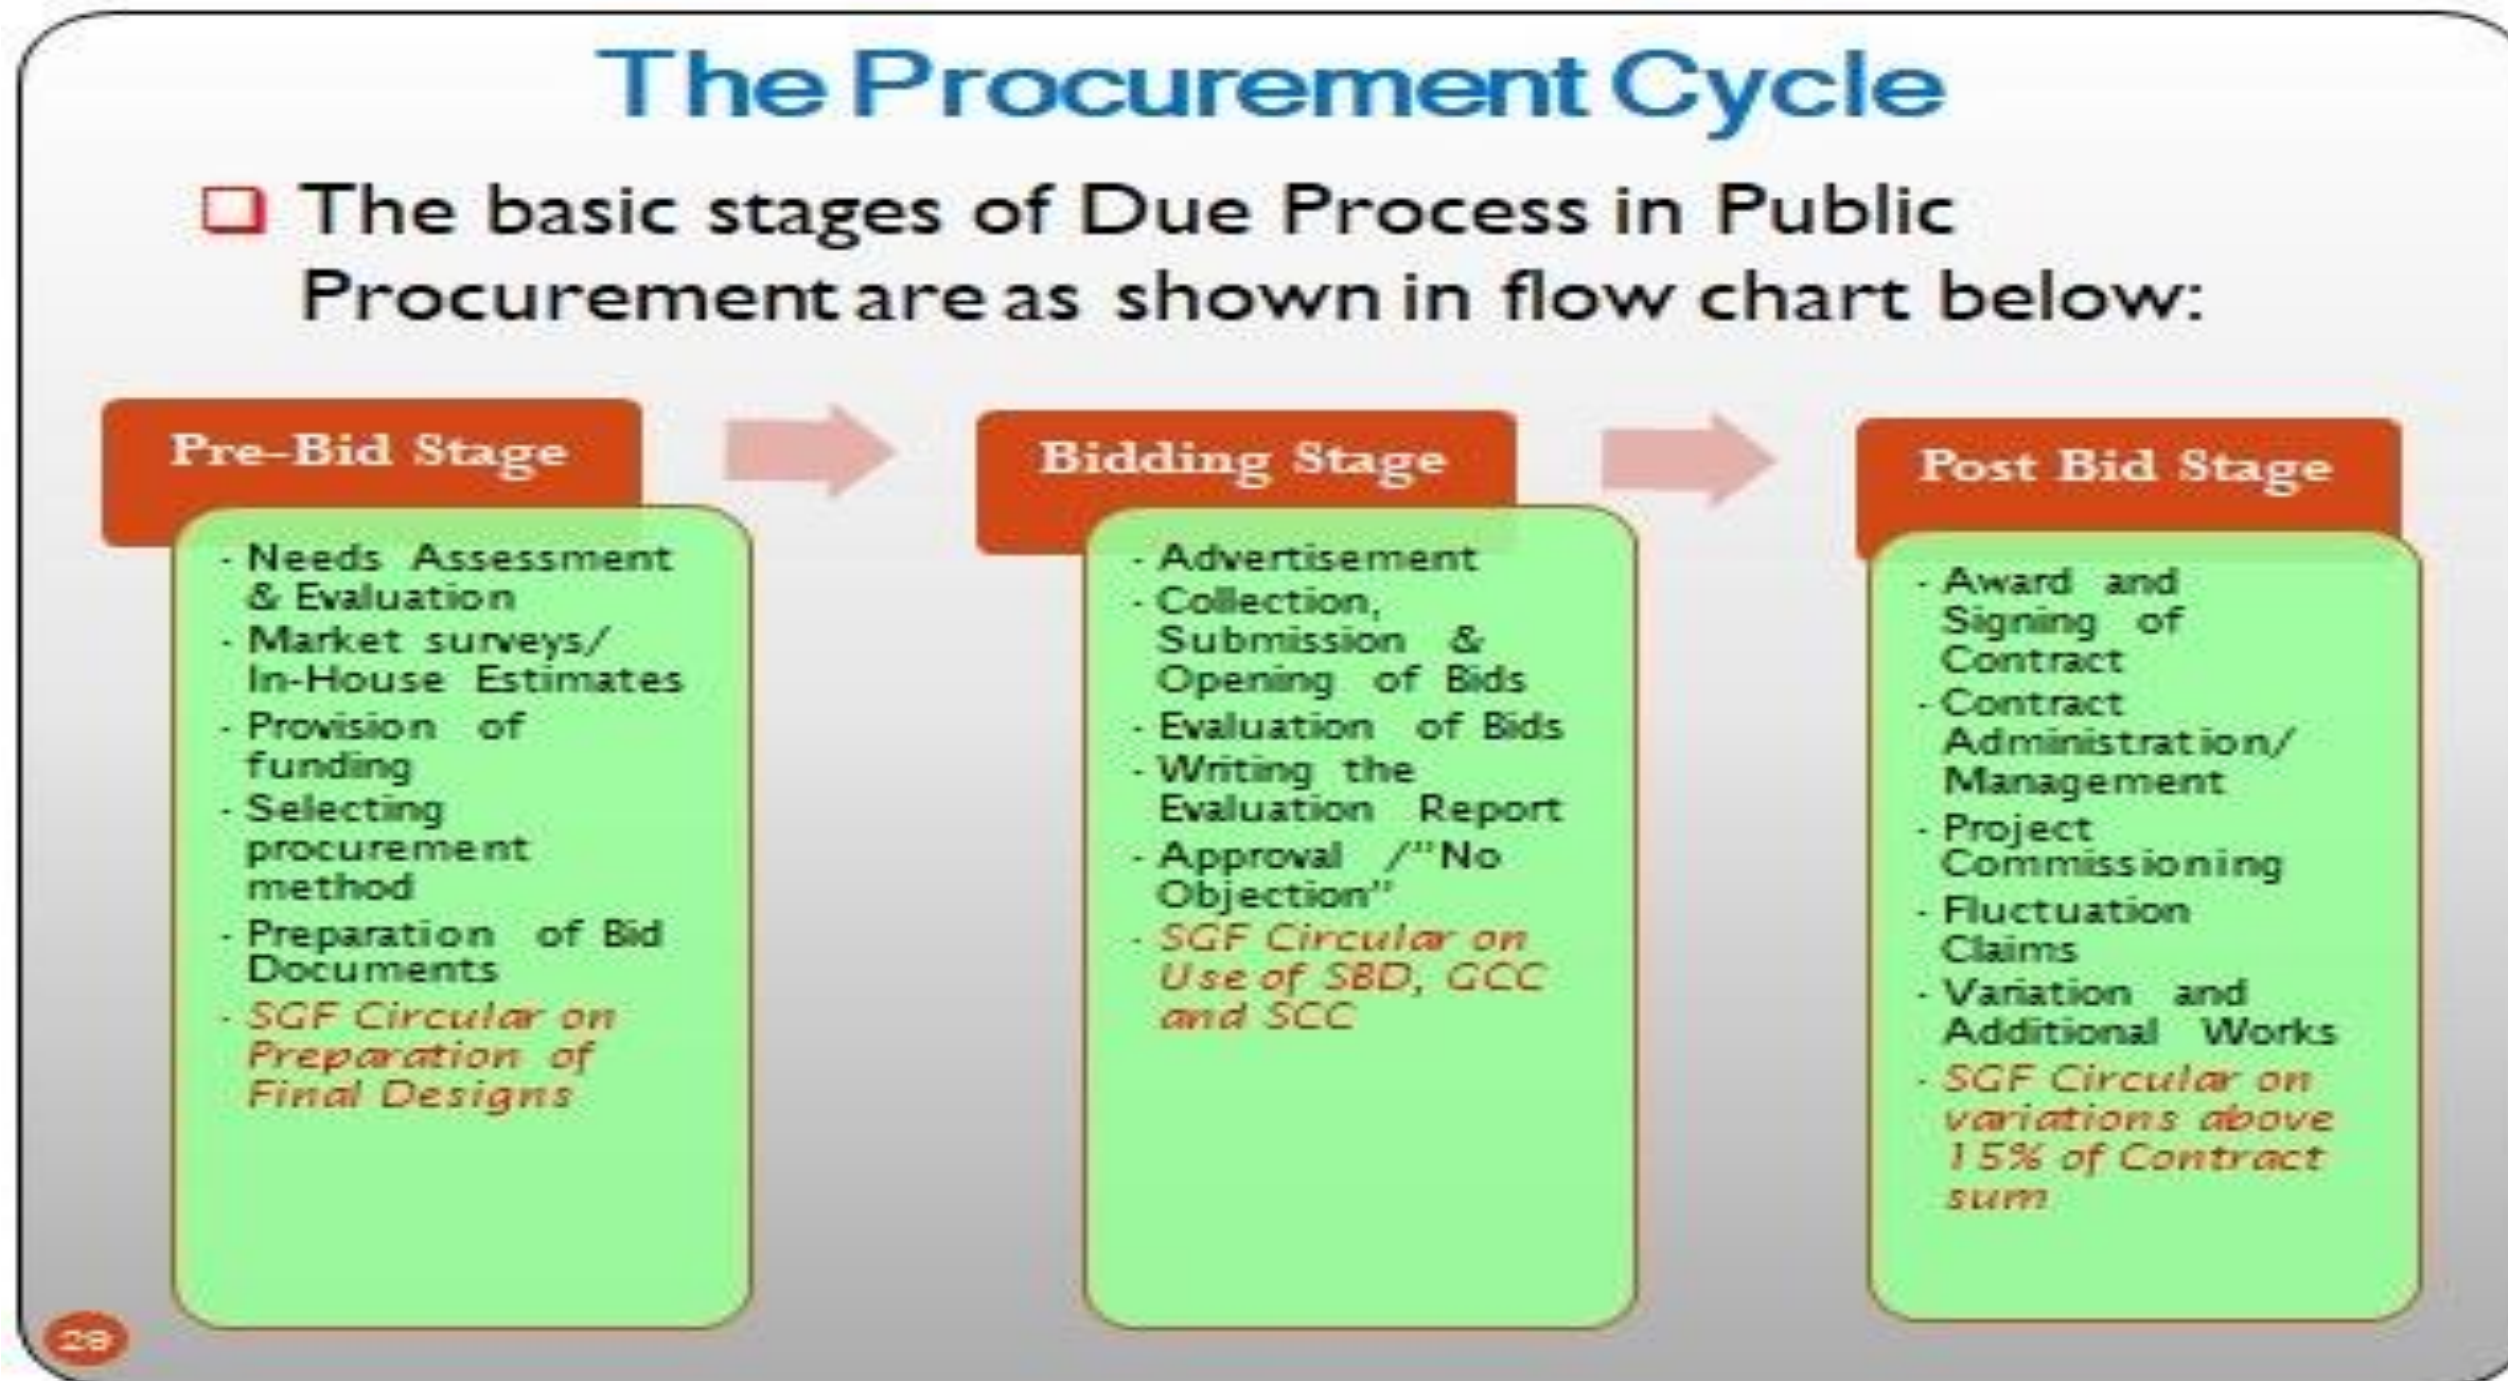 The Procurement Cycle
The basic stages of Due Process in Public
Procurement are as shown in flow chart below:
Pre-Bid Stage
- Needs Assessment
& Evaluation
- Market surveys/
In-House Estimates
- Provision of
funding
- Selecting
procurement
method
- Preparation of Bid
Documents
- SGF Circular on
Preparation of
Final Designs
Bidding Stage
- Advertisement
- Collection,
Submission &
Opening of Bids
- Evaluation of Bids
- Writing the
Evaluation Report
- Approval /"No
Objection"
- SGF Circular on
Use of SBD, GCC
and SCC
Post Bid Stage
- Award and
Signing of
Contract
- Contract
Administration/
Management
- Project
Commissioning
- Fluctuation
Claims
- Variation and
Additional Works
- SGF Circular on
variations above
15% of Contract
sum